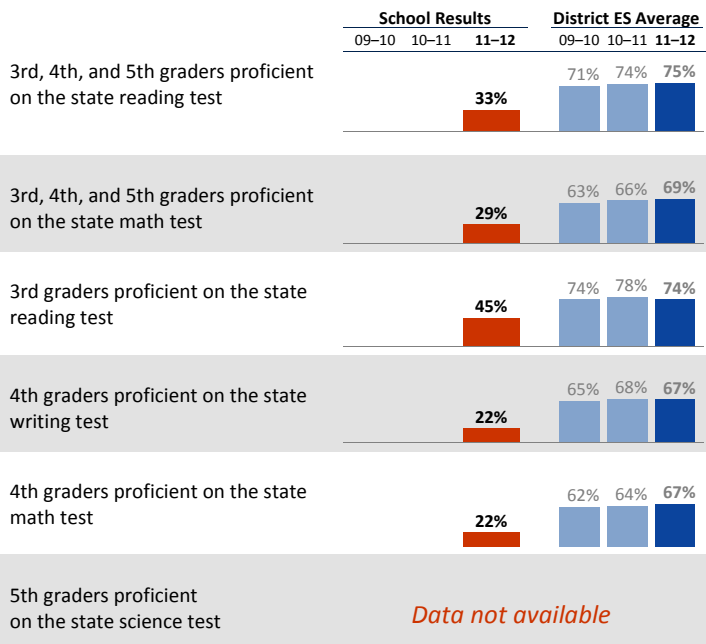 School Results District ES Average
09–10 10–11 11–12 09–10 10–11 11–12
3rd, 4th, and 5th graders proficient
on the state reading test
33% 71% 74% 75%
3rd, 4th, and 5th graders proficient
on the state math test
29% 63% 66% 69%
3rd graders proficient on the state
reading test
45% 74% 78% 74%
4th graders proficient on the state
writing test
22% 65% 68% 67%
4th graders proficient on the state
math test
22% 62% 64% 67%
5th graders proficient
on the state science test
Data not available